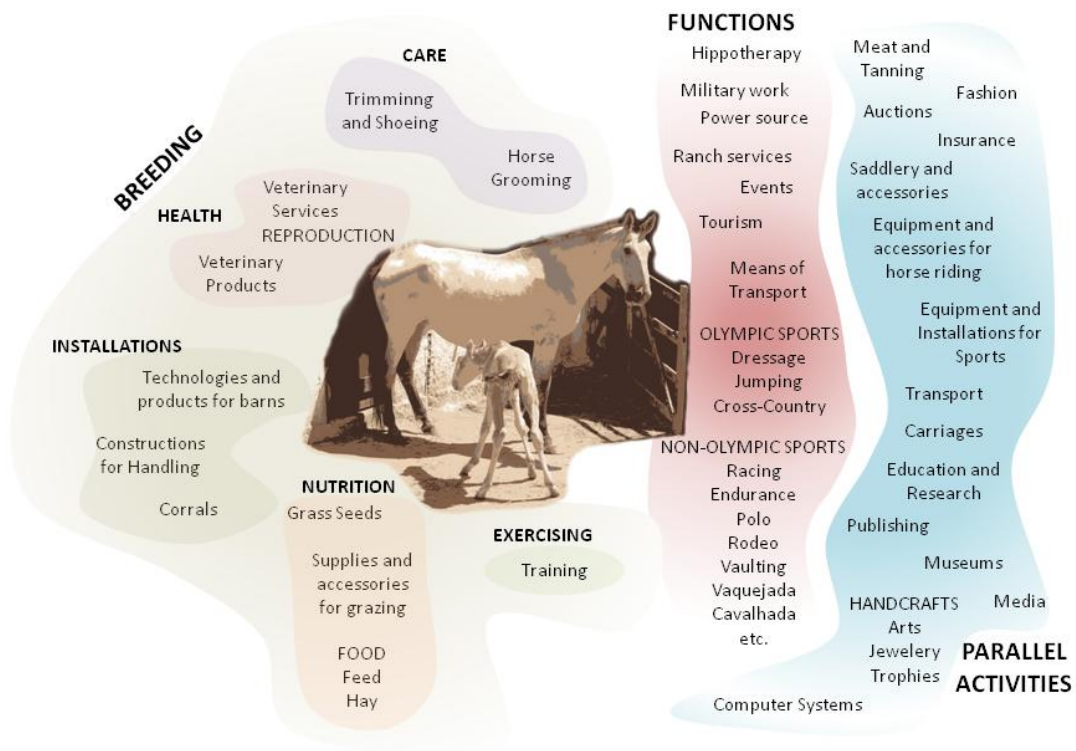 BREEDING
CARE
Trimminng
and Shoeing
Horse
Grooming
HEALTH
Veterinary
Services
REPRODUCTION
Veterinary
Products
INSTALLATIONS
Technologies and
products for barns
Constructions
for Handling
Corrals
NUTRITION
Grass Seeds
Supplies and
accessories
for grazing
FOOD
Feed
Hay
EXERCISING
Training
FUNCTIONS
Hippotherapy
Military work
Power source
Ranch services
Events
Tourism
Means of
Transport
OLYMPIC SPORTS
Dressage
Jumping
Cross-Country
NON-OLYMPIC SPORTS
Racing
Endurance
Polo
Rodeo
Vaulting
Vaquejada
Cavalhada
etc.
Meat and
Tanning
Fashion
Auctions
Insurance
Saddlery and
accessories
Equipment and
accessories for
horse riding
Equipment and
Installations for
Sports
Transport
Carriages
Education and
Research
Publishing
Museums
Media
HANDCRAFTS
Arts
Jewelery
Trophies
Computer Systems
PARALLEL
ACTIVITIES